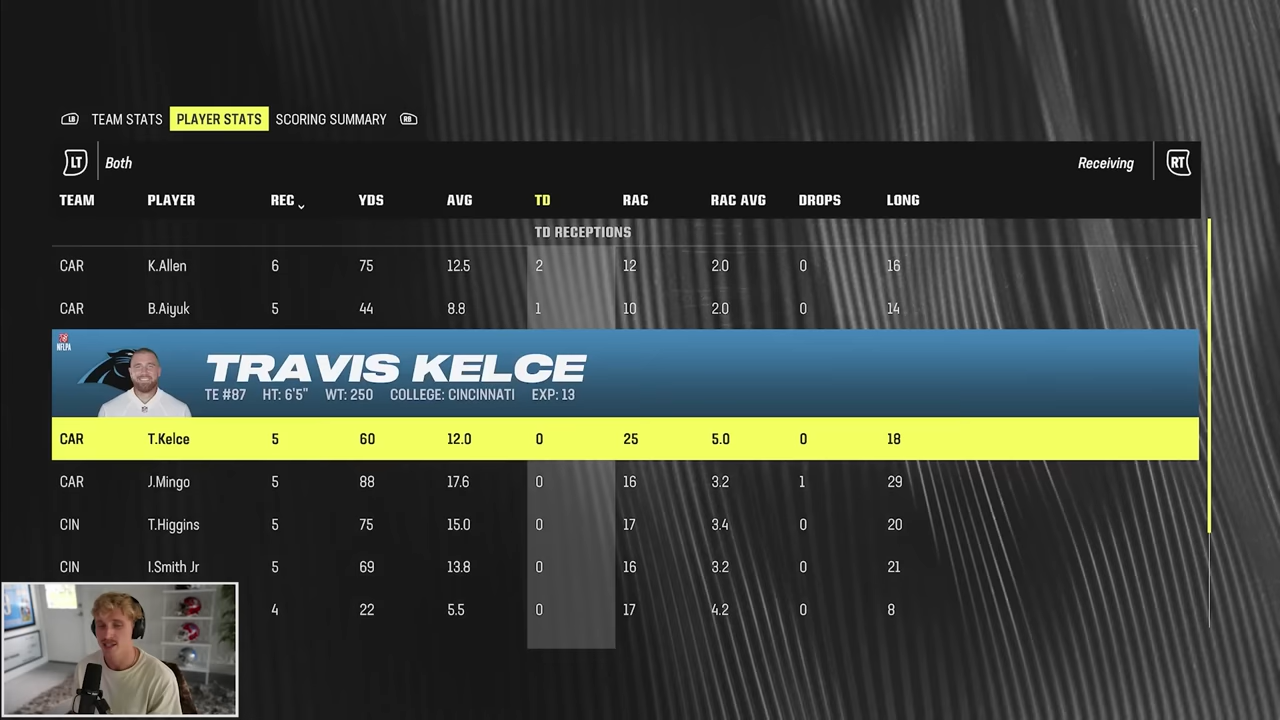 LB TEAM STATS PLAYER STATS SCORING SUMMARY RB
LT Both Receiving RT
TEAM PLAYER REC YDS AVG TD RAC RAC AVG DROPS LONG
TD RECEPTIONS
CAR K.Allen 6 75 12.5 2 12 2.0 0 16
CAR B.Aiyuk 5 44 8.8 1 10 2.0 0 14
NFLPA
TRAVIS KELCE
TE #87 HT: 6'5" WT: 250 COLLEGE: CINCINNATI EXP: 13
CAR T.Kelce 5 60 12.0 0 25 5.0 0 18
CAR J.Mingo 5 88 17.6 0 16 3.2 1 29
CIN T.Higgins 5 75 15.0 0 17 3.4 0 20
CIN I.Smith Jr 5 69 13.8 0 16 3.2 0 21
4 22 5.5 0 17 4.2 0 8